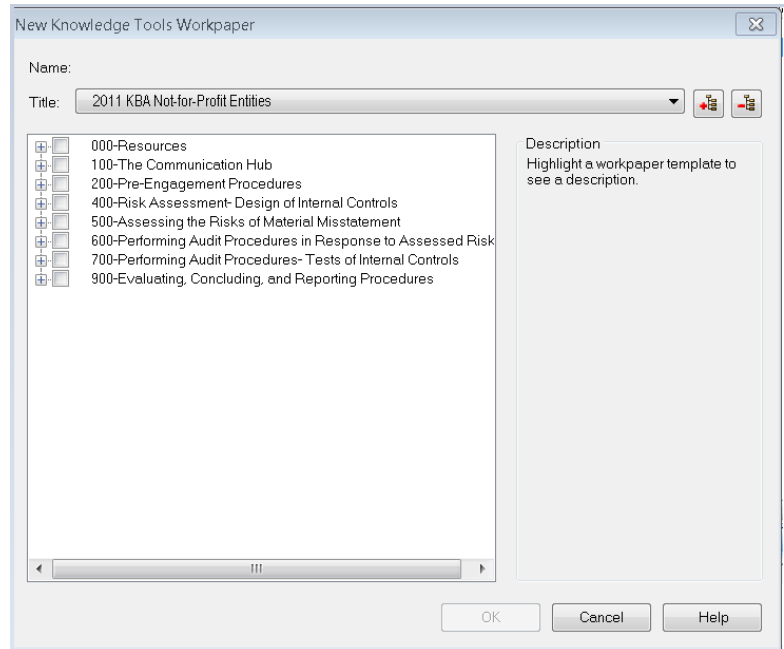 New Knowledge Tools Workpaper
Name:
Title: 2011 KBA Not-for-Profit Entities
000-Resources
100-The Communication Hub
200-Pre-Engagement Procedures
400-Risk Assessment- Design of Internal Controls
500-Assessing the Risks of Material Misstatement
600-Performing Audit Procedures in Response to Assessed Risk
700-Performing Audit Procedures- Tests of Internal Controls
900-Evaluating, Concluding, and Reporting Procedures
Description
Highlight a workpaper template to
see a description.
OK Cancel Help